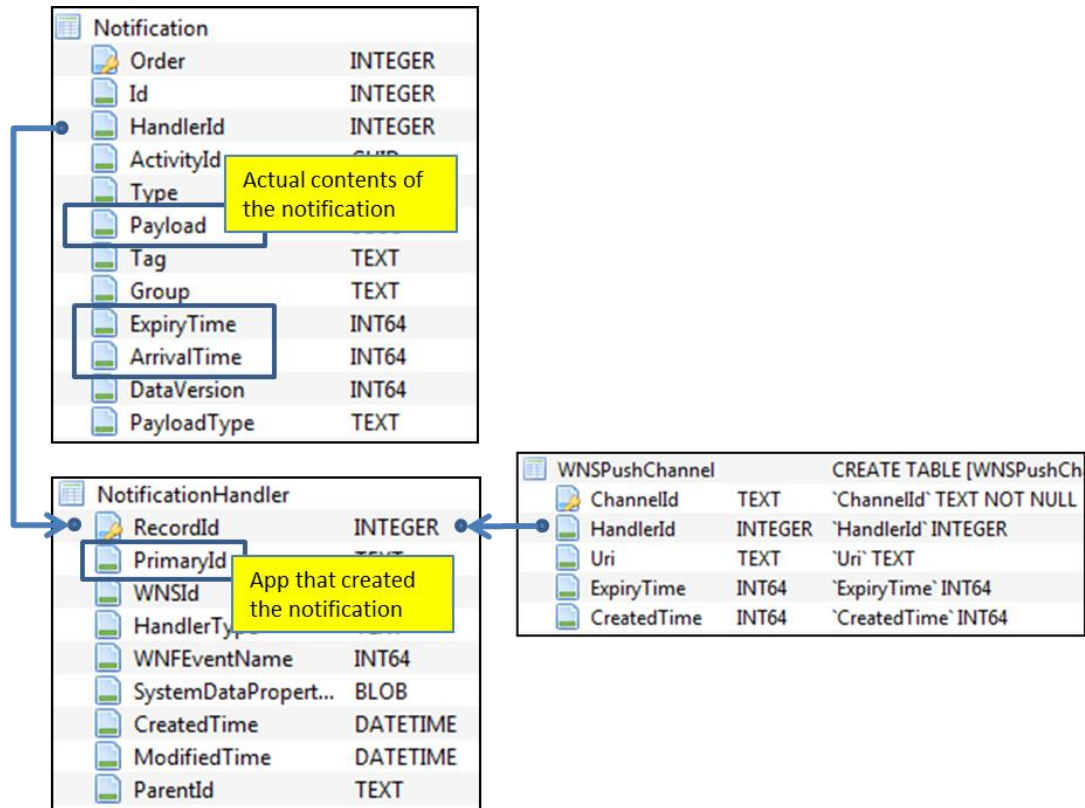 Notification
Order INTEGER
Id INTEGER
HandlerId INTEGER
ActivityId
Type
Actual contents of
the notification
Payload
Tag TEXT
Group TEXT
ExpiryTime INT64
ArrivalTime INT64
DataVersion INT64
PayloadType TEXT
NotificationHandler
RecordId INTEGER
PrimaryId
WNSId
App that created
the notification
WNFEventName INT64
SystemDataPropert... BLOB
CreatedTime DATETIME
ModifiedTime DATETIME
ParentId TEXT
WNSPushChannel CREATE TABLE [WNSPushCh
ChannelId TEXT `ChannelId` TEXT NOT NULL
HandlerId INTEGER `HandlerId` INTEGER
Uri TEXT `Uri` TEXT
ExpiryTime INT64 `ExpiryTime` INT64
CreatedTime INT64 `CreatedTime` INT64